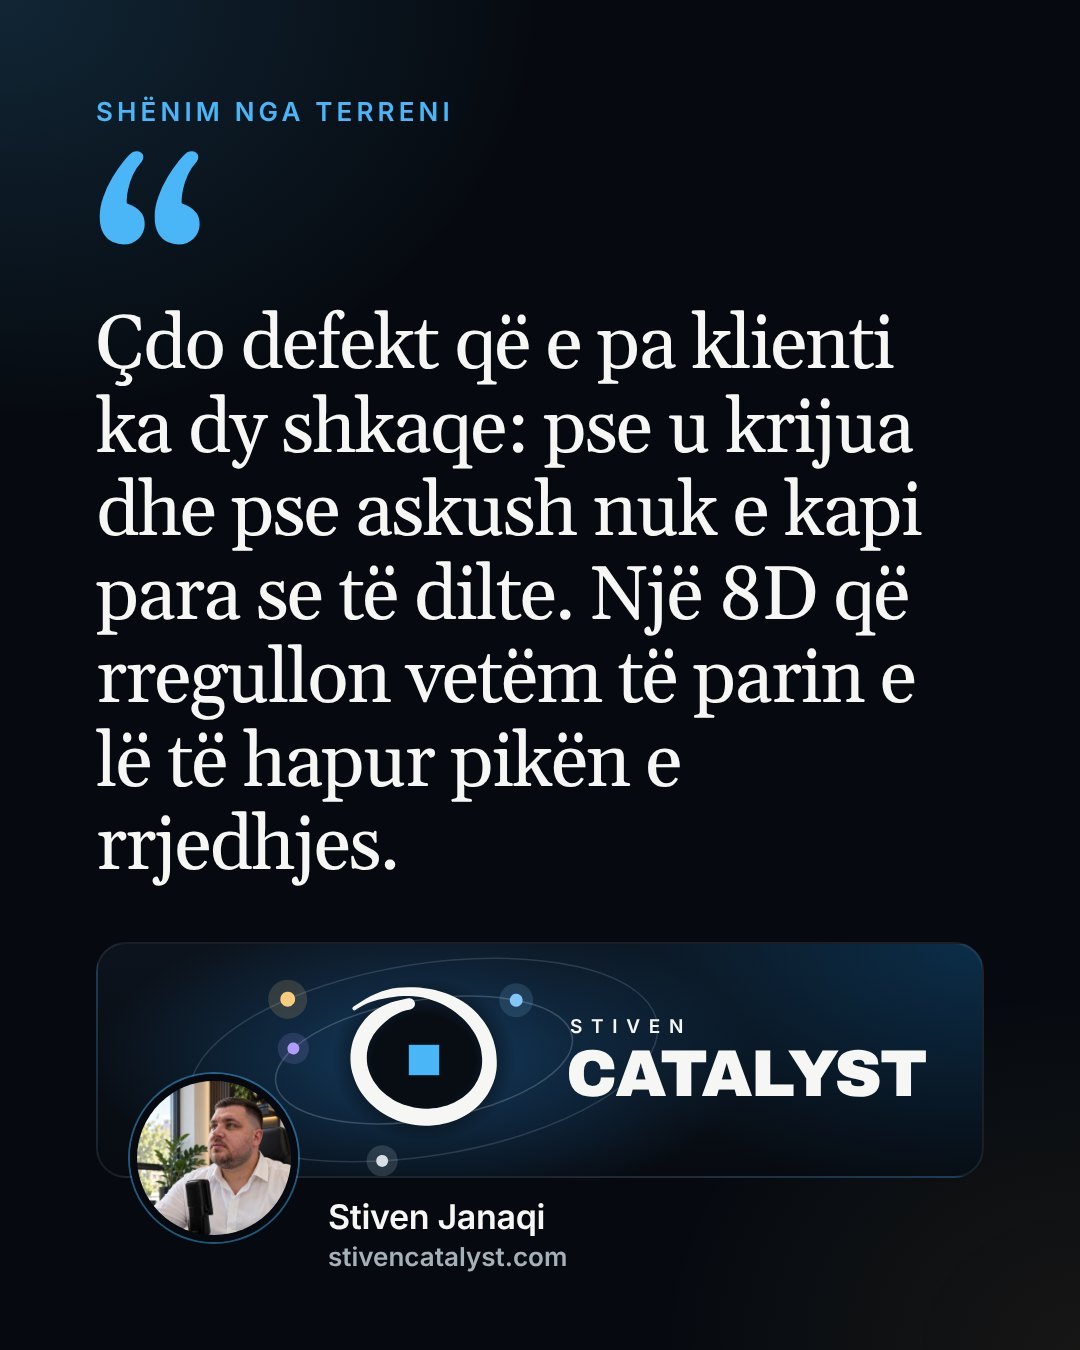 SHËNIM NGA TERRENI
“
Çdo defekt që e pa klienti
ka dy shkaqe: pse u krijua
dhe pse askush nuk e kapi
para se të dilte. Një 8D që
rregullon vetëm të parin e
lë të hapur pikën e
rrjedhjes.
STIVEN
CATALYST
Stiven Janaqi
stivencatalyst.com